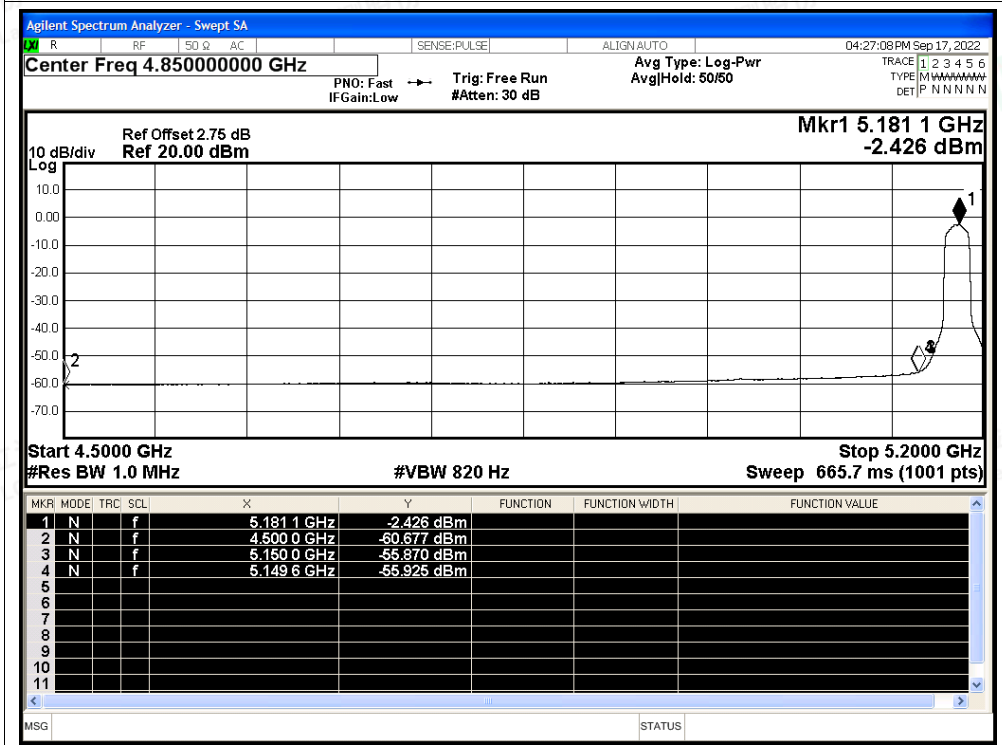 Agilent Spectrum Analyzer - Swept SA
LXI R RF 50 Ω AC SENSE:PULSE ALIGN AUTO 04:27:08 PM Sep 17, 2022
Center Freq 4.850000000 GHz
PNO: Fast Trig: Free Run
IFGain:Low #Atten: 30 dB
Avg Type: Log-Pwr
Avg|Hold: 50/50
TRACE 1 2 3 4 5 6
TYPE M
DET P N N N N N
Mkr1 5.181 1 GHz
-2.426 dBm
Ref Offset 2.75 dB
10 dB/div Ref 20.00 dBm
Log
10.0
0.00
-10.0
-20.0
-30.0
-40.0
-50.0
-60.0
-70.0
1
2
Start 4.5000 GHz Stop 5.2000 GHz
#Res BW 1.0 MHz #VBW 820 Hz Sweep 665.7 ms (1001 pts)
MKR MODE TRC SCL X Y FUNCTION FUNCTION WIDTH FUNCTION VALUE
1 N f 5.181 1 GHz -2.426 dBm
2 N f 4.500 0 GHz -60.677 dBm
3 N f 5.150 0 GHz -55.870 dBm
4 N f 5.149 6 GHz -55.925 dBm
5
6
7
8
9
10
11
MSG STATUS